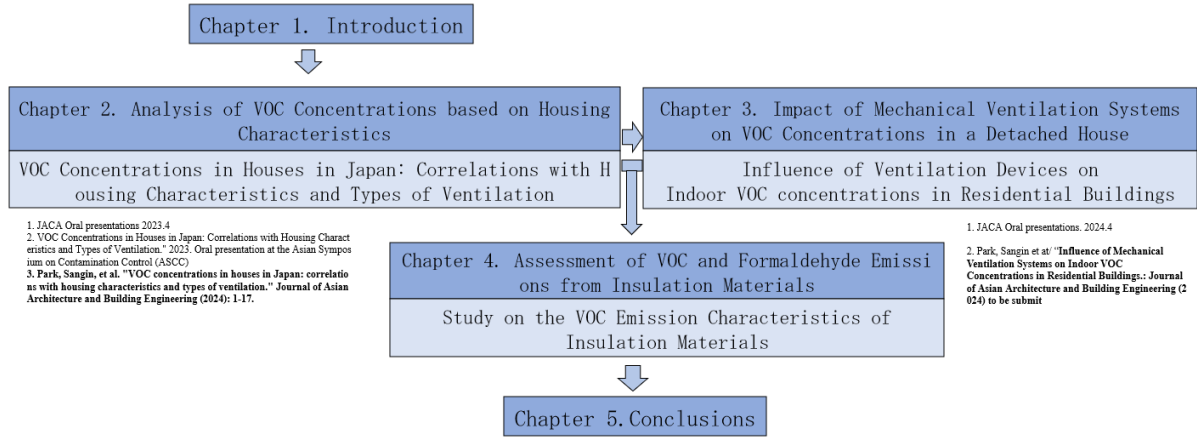 Chapter 1. Introduction
Chapter 2. Analysis of VOC Concentrations based on Housing
Characteristics
VOC Concentrations in Houses in Japan: Correlations with H
ousing Characteristics and Types of Ventilation
Chapter 3. Impact of Mechanical Ventilation Systems
on VOC Concentrations in a Detached House
Influence of Ventilation Devices on
Indoor VOC concentrations in Residential Buildings
1. JACA Oral presentations 2023.4
2. VOC Concentrations in Houses in Japan: Correlations with Housing Charact
eristics and Types of Ventilation." 2023. Oral presentation at the Asian Sympos
ium on Contamination Control (ASCC)
3. Park, Sangin, et al. "VOC concentrations in houses in Japan: correlatio
ns with housing characteristics and types of ventilation." Journal of Asian
Architecture and Building Engineering (2024): 1-17.
1. JACA Oral presentations. 2024.4
2. Park, Sangin et at/ "Influence of Mechanical
Ventilation Systems on Indoor VOC
Concentrations in Residential Buildings.: Journal
of Asian Architecture and Building Engineering (2
024) to be submit
Chapter 4. Assessment of VOC and Formaldehyde Emissi
ons from Insulation Materials
Study on the VOC Emission Characteristics of
Insulation Materials
Chapter 5.Conclusions